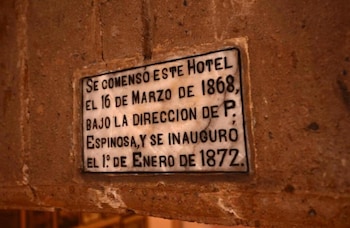 SE COMENSO ESTE HOTEL
EL 16 DE MARZO DE 1868,
BAJO LA DIRECCION DE P.
ESPINOSA, Y SE INAUGURO
EL 1º DE ENERO DE 1872.